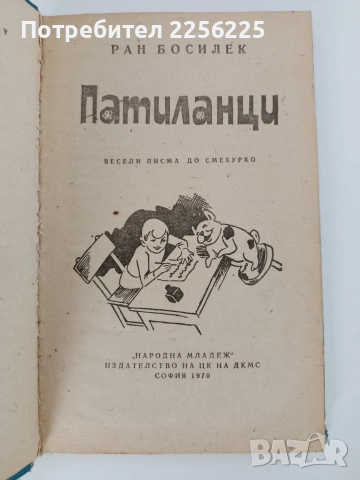 Потребител 2256225
РАН БОСИЛЕК
Патиланци
ВЕСЕЛИ ПИСМА ДО СМЕХУРКО
„НАРОДНА МЛАДЕЖ“
ИЗДАТЕЛСТВО НА ЦК НА ДКМС
СОФИЯ 1970
BAZAR
.bg